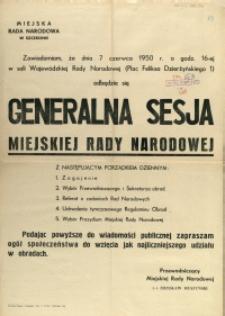 MIEJSKA
RADA NARODOWA
W SZCZECINIE
Zawiadamiam, że dnia 7 czerwca 1950 r. o godz. 16-ej
w sali Wojewódzkiej Rady Narodowej (Plac Feliksa Dzierżyńskiego 1)
odbędzie się
GENERALNA SESJA
MIEJSKIEJ RADY NARODOWEJ
Z NASTĘPUJĄCYM PORZĄDKIEM DZIENNYM:
1. Zagajenie
2. Wybór Przewodniczącego i Sekretarza obrad
3. Referat o zadaniach Rad Narodowych
4. Uchwalenie tymczasowego Regulaminu Obrad
5. Wybór Prezydium Miejskiej Rady Narodowej
Podając powyższe do wiadomości publicznej zapraszam
ogół społeczeństwa do wzięcia jak najliczniejszego udziału
w obradach.
Przewodniczący
Miejskiej Rady Narodowej